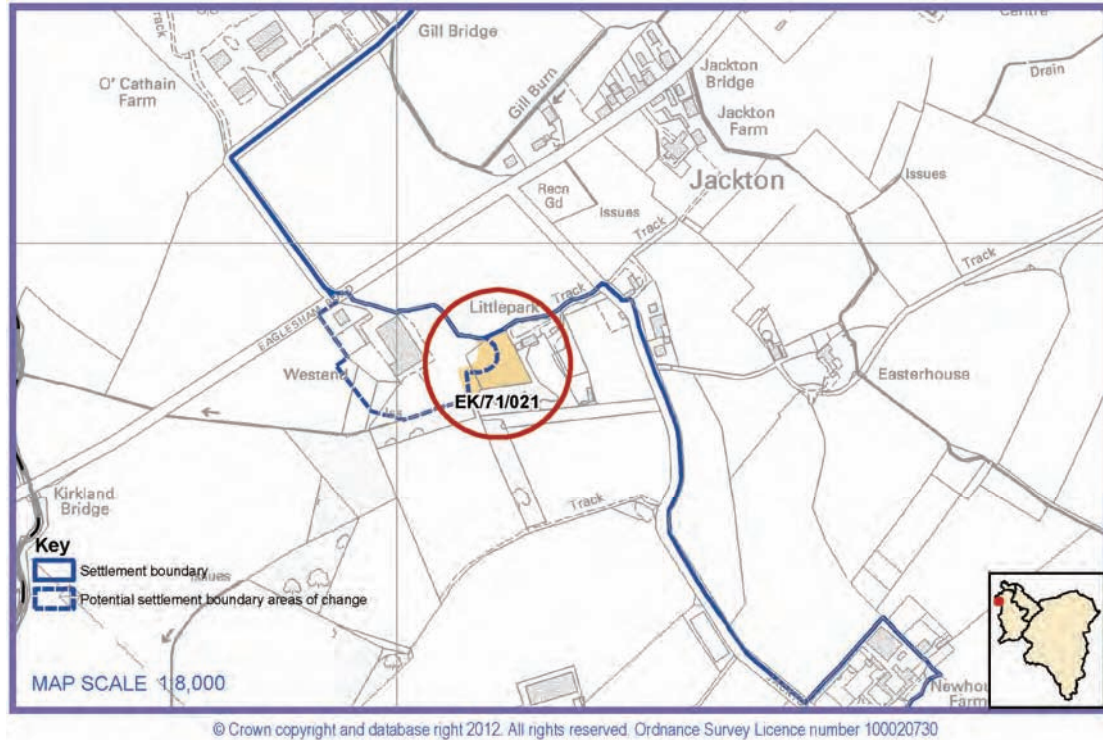 Track
Gill Bridge
Centre
O' Cathain
Farm
Gill Burn
Jackton
Bridge
Jackton
Farm
Drain
Jackton
Recn
Gd
Issues
Issues
Track
Track
EAGLESHAM ROAD
Littlepark
Track
Westend
EK/71/021
Easterhouse
Kirkland
Bridge
Track
Key
Settlement boundary
Issues
Potential settlement boundary areas of change
MAP SCALE 1:8,000
Farm
© Crown copyright and database right 2012. All rights reserved. Ordnance Survey Licence number 100020730